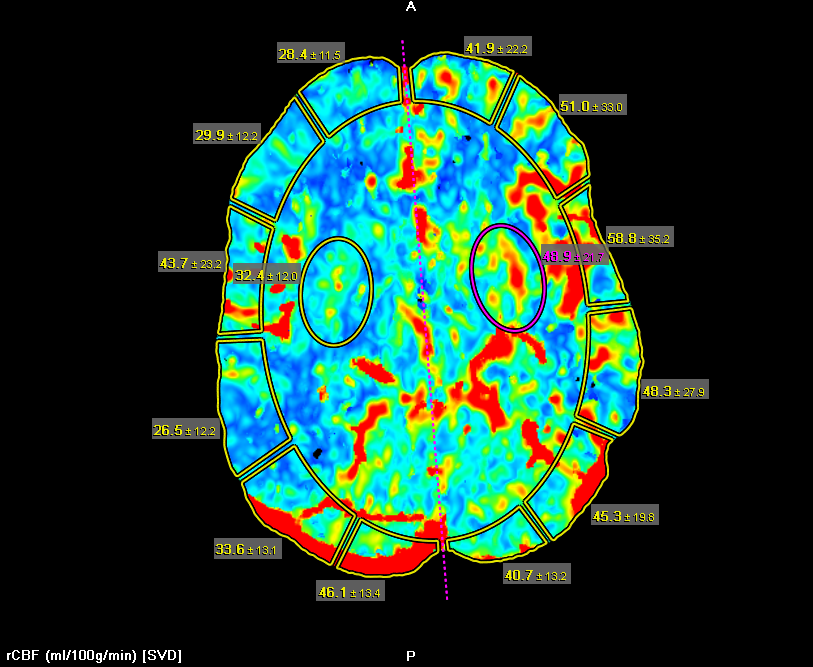 A
28.4 ± 11.5
41.9 ± 22.2
51.0 ± 33.0
29.9 ± 12.2
58.8 ± 35.2
43.7 ± 23.2
48.9 ± 21.7
32.4 ± 12.0
48.3 ± 27.9
26.5 ± 12.2
45.3 ± 19.8
33.6 ± 13.1
40.7 ± 13.2
46.1 ± 13.4
rCBF (ml/100g/min) [SVD]
P